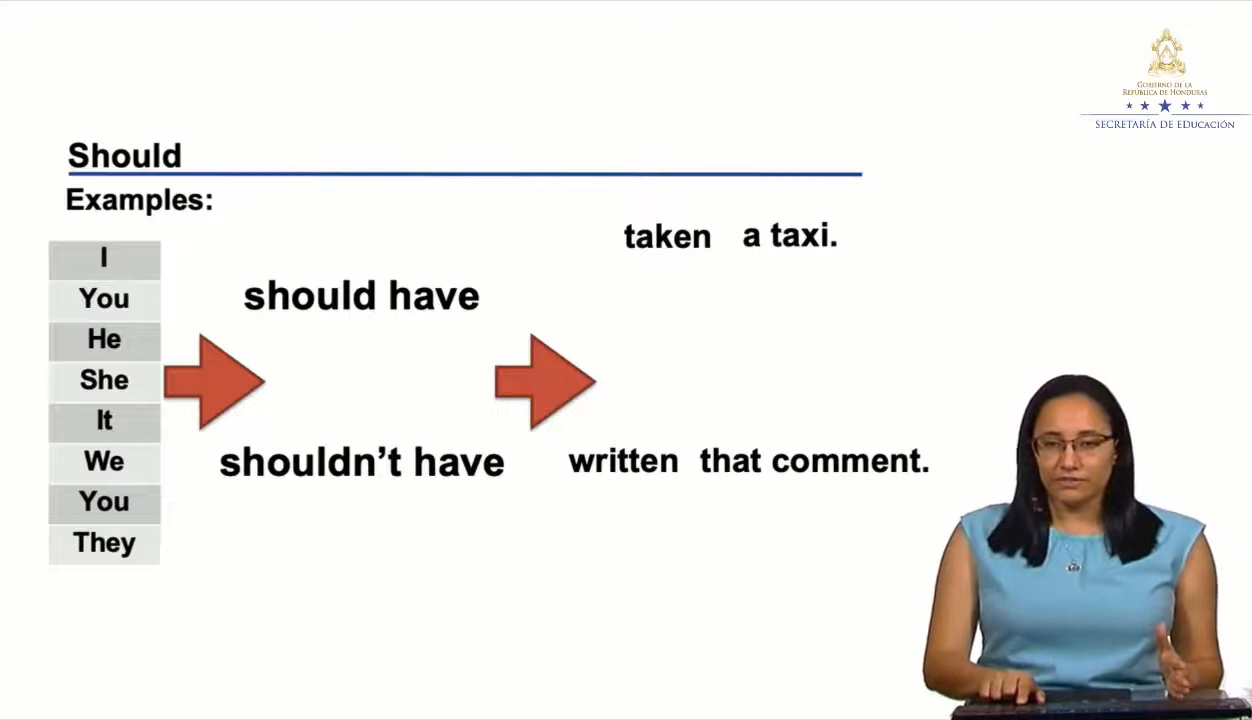 GOBIERNO DE LA
REPÚBLICA DE HONDURAS
SECRETARÍA DE EDUCACIÓN
Should
Examples:
I
You
He
She
It
We
You
They
should have
shouldn’t have
taken a taxi.
written that comment.